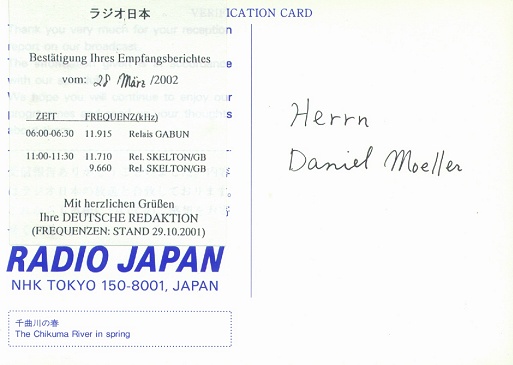 ラジオ日本
ICATION CARD
Bestätigung Ihres Empfangsberichtes
vom: 28 März /2002
ZEIT FREQUENZ(kHz)
06:00-06:30 11.915 Relais GABUN
11:00-11:30 11.710 Rel. SKELTON/GB
9.660 Rel. SKELTON/GB
Mit herzlichen Grüßen
Ihre DEUTSCHE REDAKTION
(FREQUENZEN: STAND 29.10.2001)
RADIO JAPAN
NHK TOKYO 150-8001, JAPAN
千曲川の春
The Chikuma River in spring
Herrn
Daniel Moeller